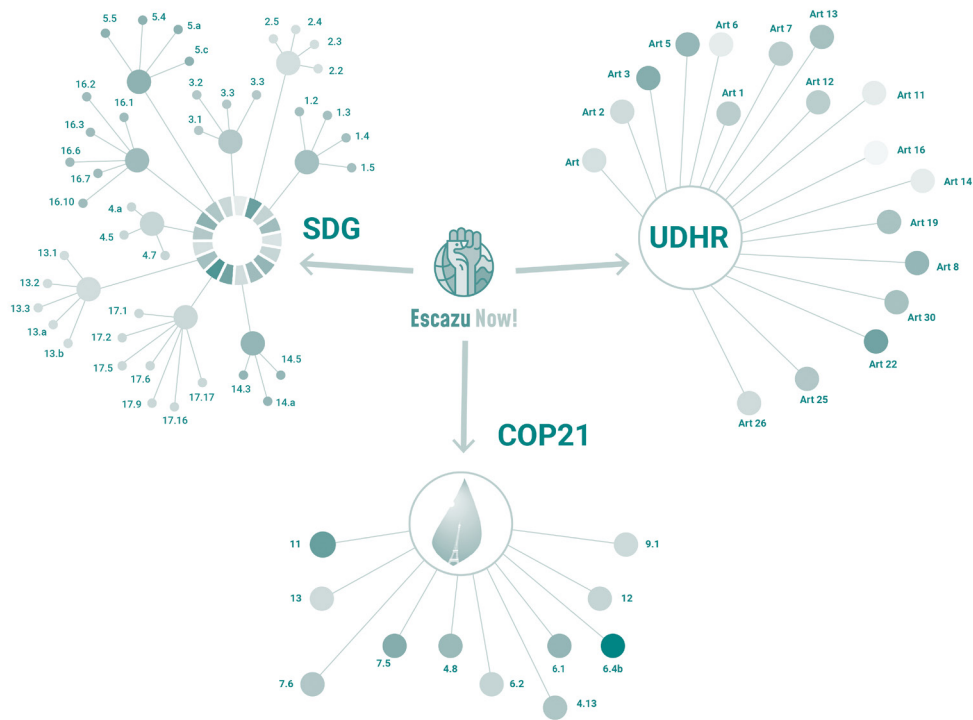 5.5
5.4
5.a
5.c
2.5
2.4
2.3
2.2
16.2
16.1
16.3
16.6
16.7
16.10
3.2
3.3
3.3
3.1
1.2
1.3
1.4
1.5
4.a
4.5
4.7
13.1
13.2
13.3
13.a
13.b
17.1
17.2
17.5
17.6
17.9
17.16
17.17
14.5
14.3
14.a
SDG
Escazu Now!
UDHR
Art 5
Art 6
Art 7
Art 13
Art 3
Art 2
Art 1
Art 12
Art 11
Art
Art 16
Art 14
Art 19
Art 8
Art 30
Art 22
Art 25
Art 26
COP21
11
13
7.6
7.5
4.8
6.2
4.13
6.1
6.4b
12
9.1